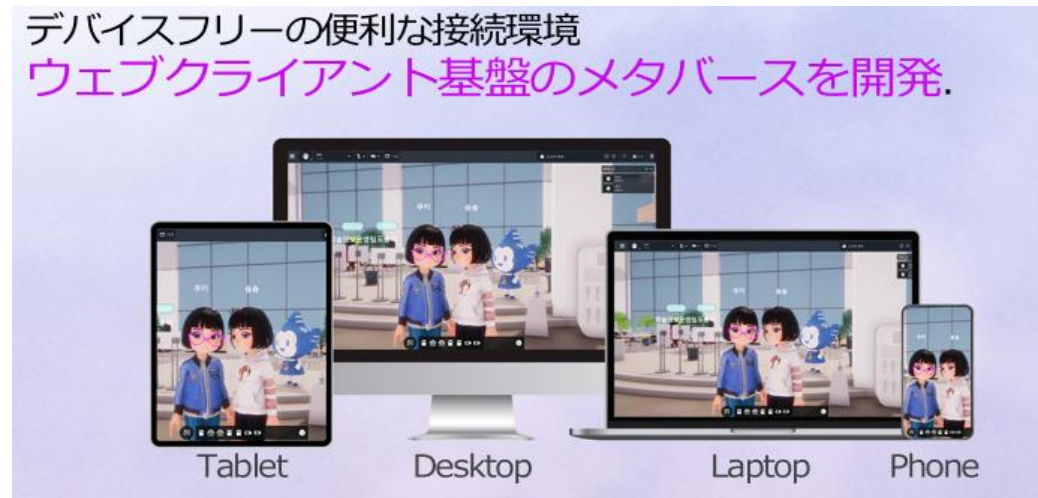 デバイスフリーの便利な接続環境
ウェブクライアント基盤のメタバースを開発.
Tablet
Desktop
Laptop
Phone